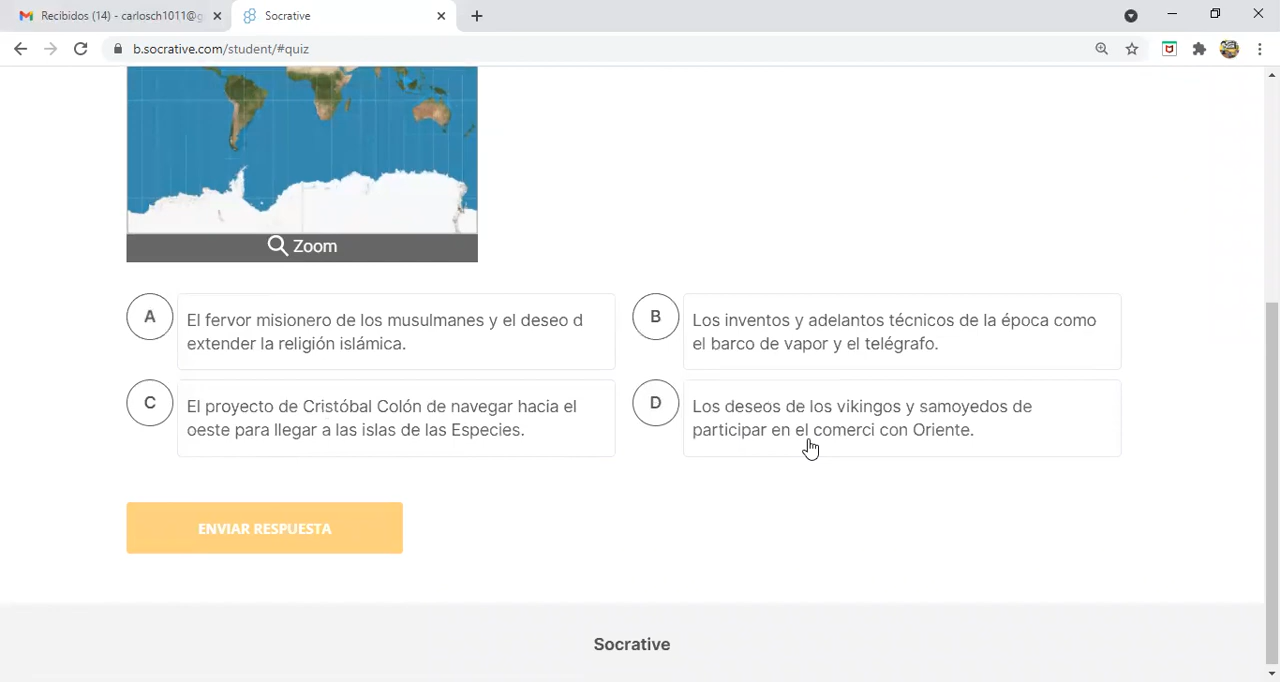 Recibidos (14) - carlosch1011@g
Socrative
b.socrative.com/student/#quiz
Zoom
A
El fervor misionero de los musulmanes y el deseo d
extender la religión islámica.
B
Los inventos y adelantos técnicos de la época como
el barco de vapor y el telégrafo.
C
El proyecto de Cristóbal Colón de navegar hacia el
oeste para llegar a las islas de las Especies.
D
Los deseos de los vikingos y samoyedos de
participar en el comerci con Oriente.
ENVIAR RESPUESTA
Socrative